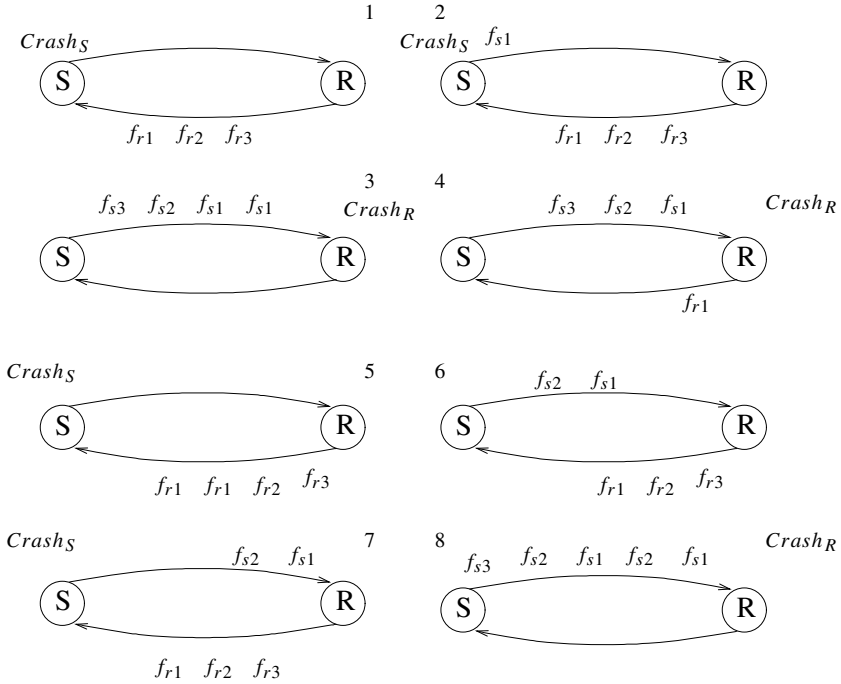 1 2
Crash_S Crash_S f_s1
S R S R
f_r1 f_r2 f_r3 f_r1 f_r2 f_r3
3 4
f_s3 f_s2 f_s1 f_s1 Crash_R f_s3 f_s2 f_s1 Crash_R
S R S R
f_r1
Crash_S 5 6 f_s2 f_s1
S R S R
f_r1 f_r1 f_r2 f_r3 f_r1 f_r2 f_r3
Crash_S f_s2 f_s1 7 8 f_s3 f_s2 f_s1 f_s2 f_s1 Crash_R
S R S R
f_r1 f_r2 f_r3